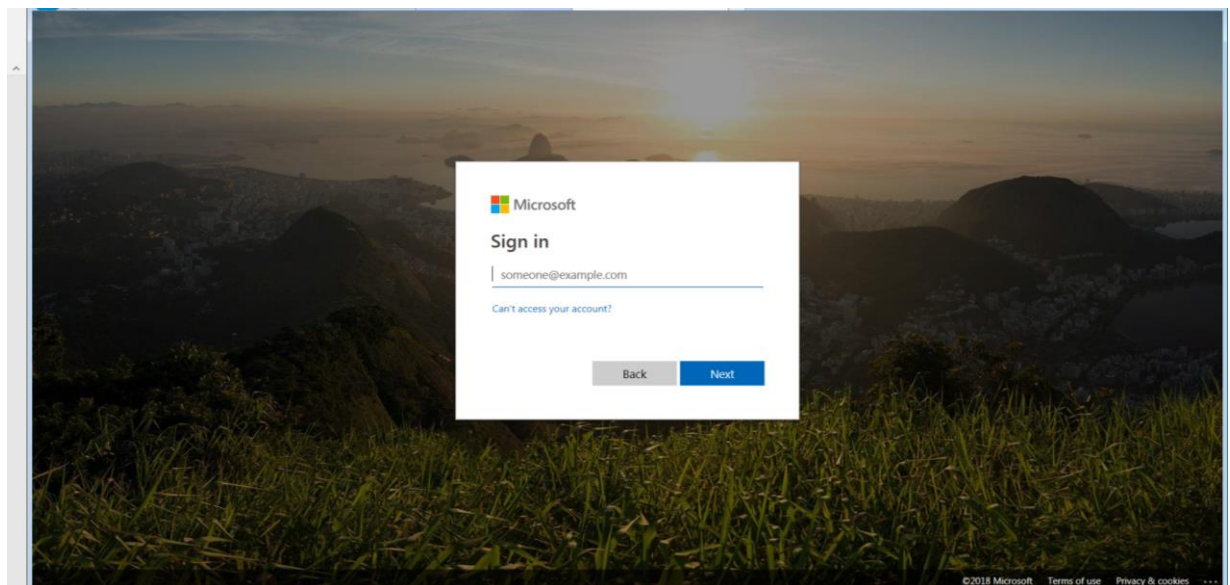 Microsoft
Sign in
someone@example.com
Can't access your account?
Back Next
©2018 Microsoft Terms of use Privacy & cookies ...